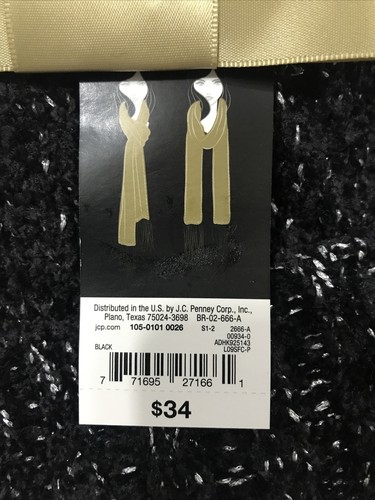 Distributed in the U.S. by J.C. Penney Corp., Inc.,
Plano, Texas 75024-3698 BR-02-666-A
jcp.com 105-0101 0026 S1-2 2666-A
00934-0
ADHK925143
BLACK L09SFC-P
7 71695 27166 1
$34